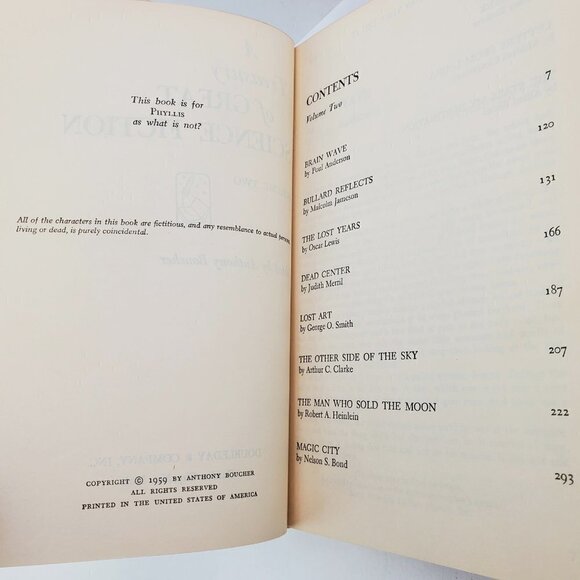 This book is for
PHYLLIS
as what is not?
All of the characters in this book are fictitious, and any resemblance to actual persons,
living or dead, is purely coincidental.
COPYRIGHT © 1959 BY ANTHONY BOUCHER
ALL RIGHTS RESERVED
PRINTED IN THE UNITED STATES OF AMERICA
CONTENTS
Volume Two
BRAIN WAVE 7
by Poul Anderson
BULLARD REFLECTS 120
by Malcolm Jameson
THE LOST YEARS 131
by Oscar Lewis
DEAD CENTER 166
by Judith Merril
LOST ART 187
by George O. Smith
THE OTHER SIDE OF THE SKY 207
by Arthur C. Clarke
THE MAN WHO SOLD THE MOON 222
by Robert A. Heinlein
MAGIC CITY 293
by Nelson S. Bond